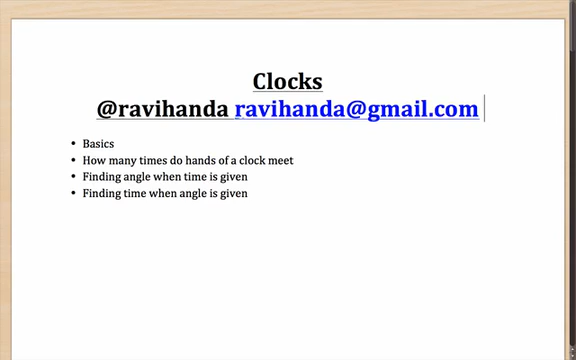 Clocks
@ravihanda ravihanda@gmail.com
• Basics
• How many times do hands of a clock meet
• Finding angle when time is given
• Finding time when angle is given